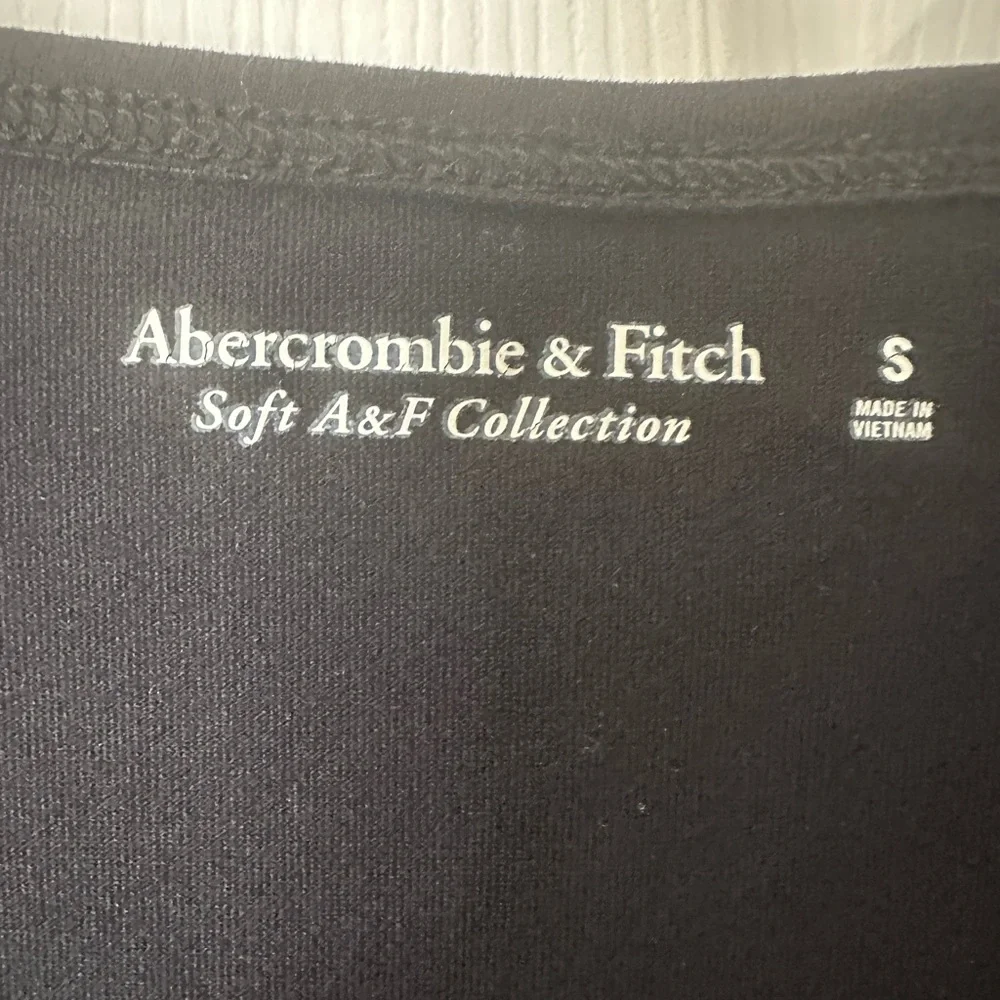 Abercrombie & Fitch
Soft A&F Collection
S
MADE IN
VIETNAM